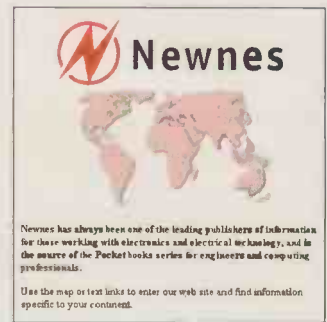 Newnes
Newnes has always been one of the leading publishers of information
for those working with electronics and electrical technology, and is
the source of the Pocket books series for engineers and computing
professionals.
Use the map or text links to enter our web site and find information
specific to your continent.